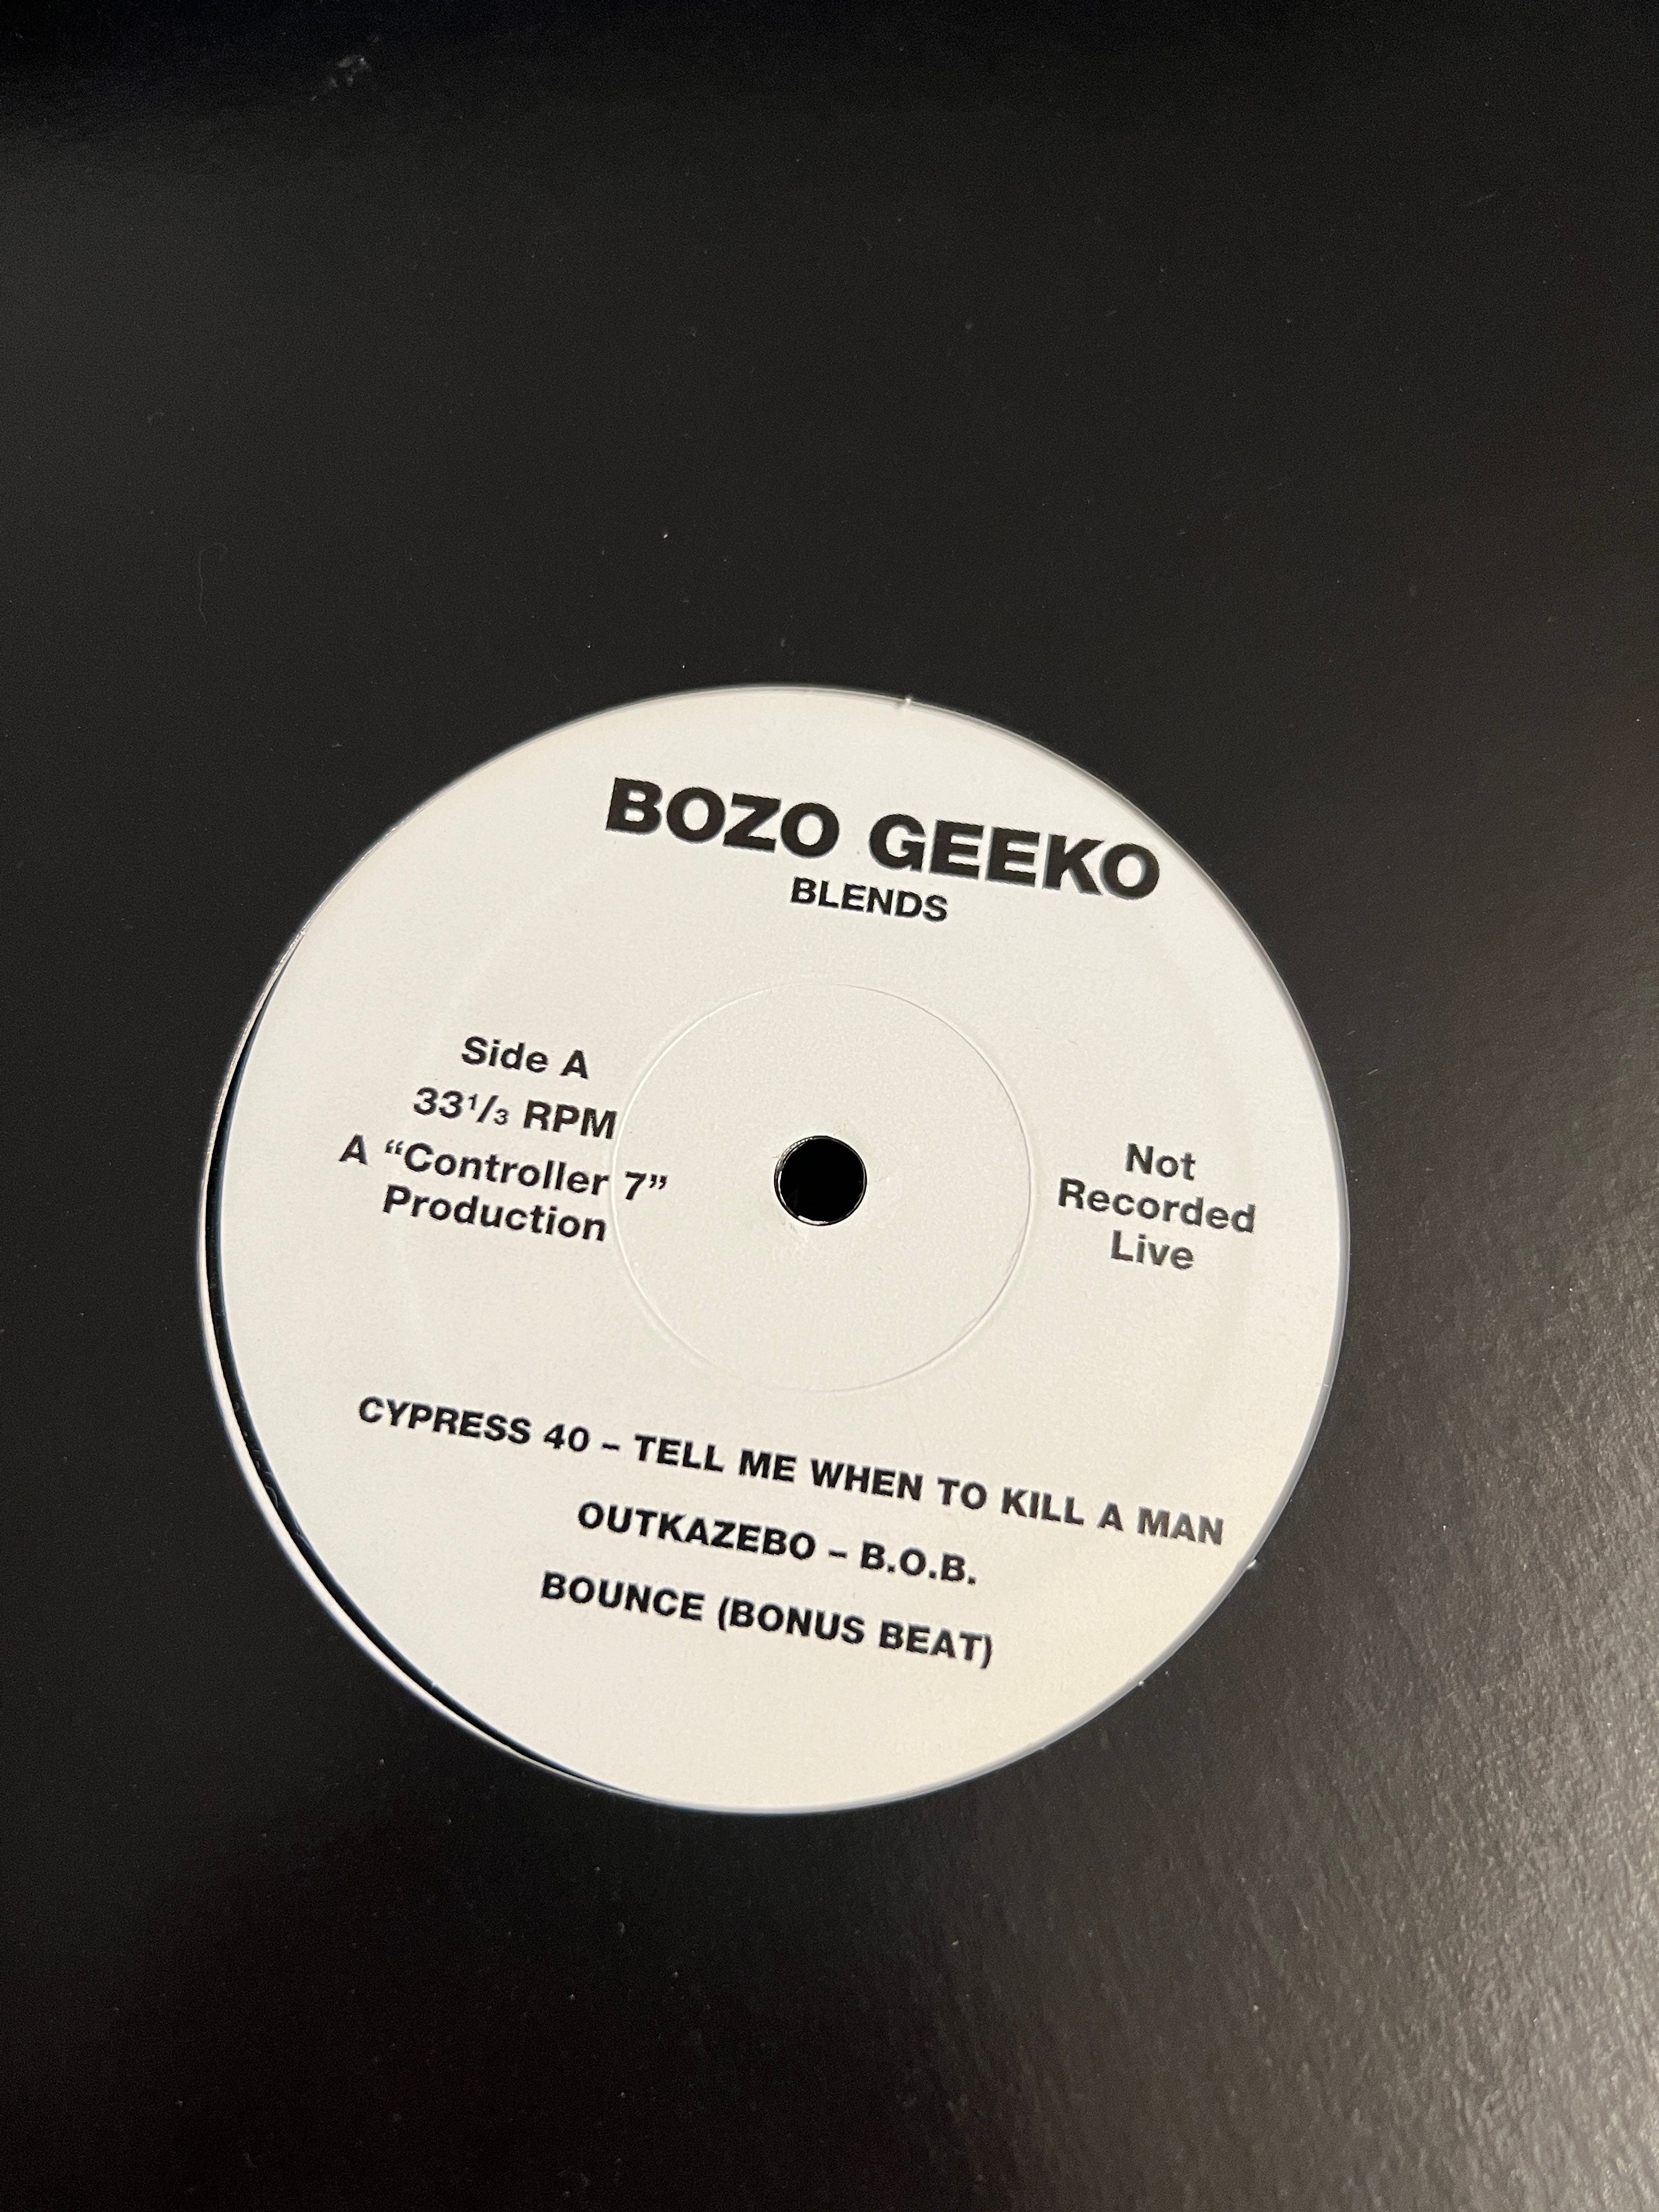 BOZO GEEKO
BLENDS
Side A
33¹/₃ RPM
A “Controller 7”
Production
Not
Recorded
Live
CYPRESS 40 – TELL ME WHEN TO KILL A MAN
OUTKAZEBO – B.O.B.
BOUNCE (BONUS BEAT)